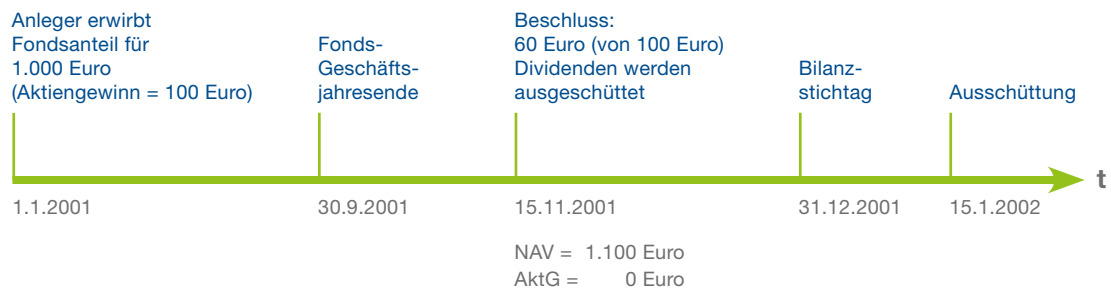 Anleger erwirbt
Fondsanteil für
1.000 Euro
(Aktiengewinn = 100 Euro)
Fonds-
Geschäfts-
jahresende
Beschluss:
60 Euro (von 100 Euro)
Dividenden werden
ausgeschüttet
Bilanz-
stichtag
Ausschüttung
t
1.1.2001
30.9.2001
15.11.2001
31.12.2001
15.1.2002
NAV = 1.100 Euro
AktG = 0 Euro